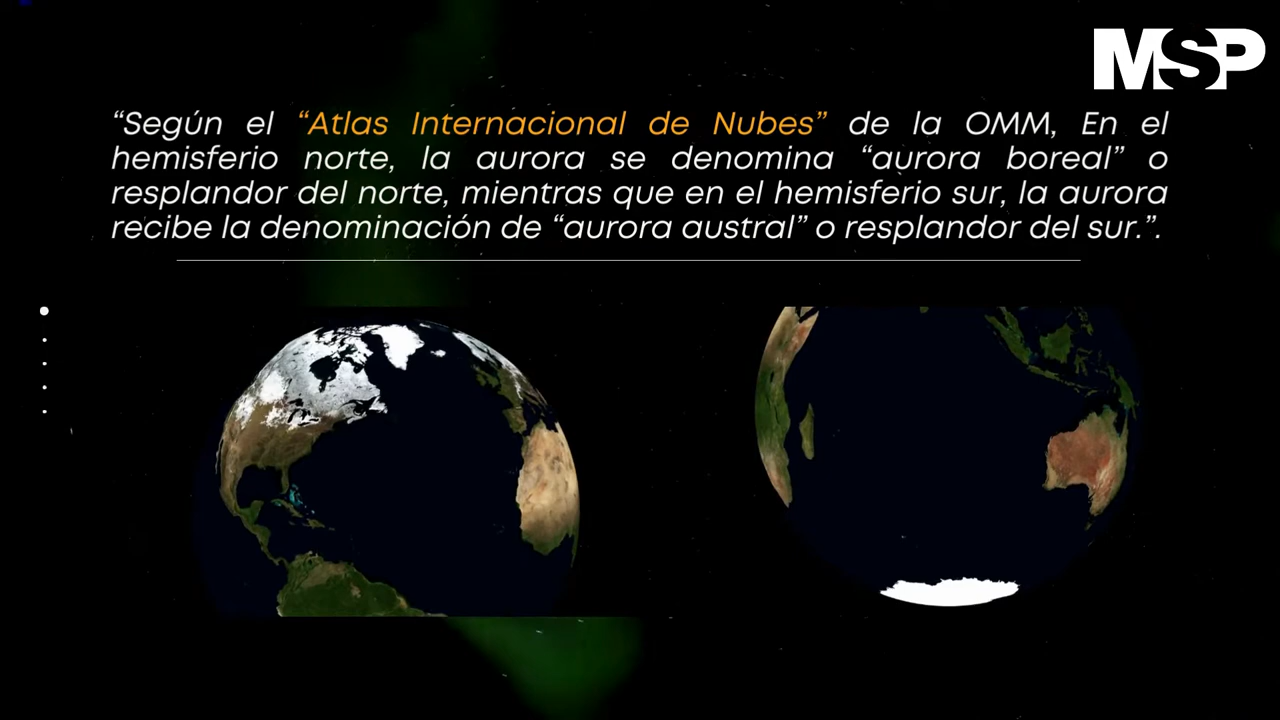 MSP
“Según el “Atlas Internacional de Nubes” de la OMM, En el
hemisferio norte, la aurora se denomina “aurora boreal” o
resplandor del norte, mientras que en el hemisferio sur, la aurora
recibe la denominación de “aurora austral” o resplandor del sur.”.